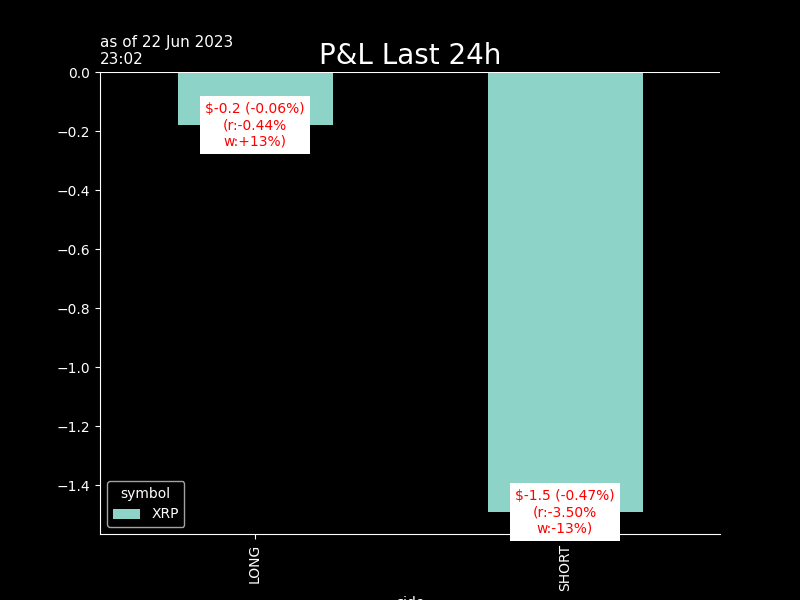 as of 22 Jun 2023
23:02
P&L Last 24h
0.0
−0.2
−0.4
−0.6
−0.8
−1.0
−1.2
−1.4
$-0.2 (-0.06%)
(r:-0.44%
w:+13%)
$-1.5 (-0.47%)
(r:-3.50%
w:-13%)
symbol
XRP
LONG
SHORT
side